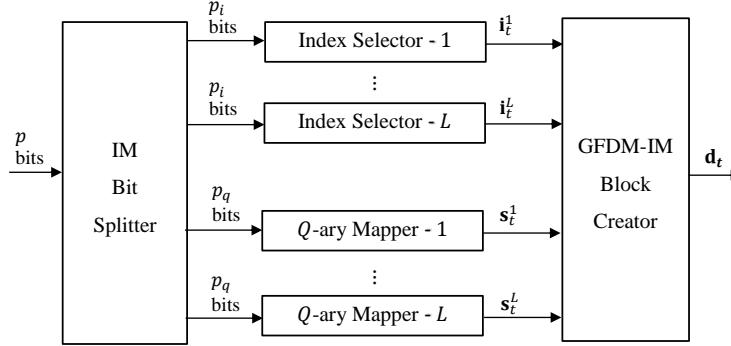 p
bits
IM
Bit
Splitter
p_i
bits
Index Selector - 1
i_t^1
⋮
p_i
bits
Index Selector - L
i_t^L
p_q
bits
Q-ary Mapper - 1
s_t^1
⋮
p_q
bits
Q-ary Mapper - L
s_t^L
GFDM-IM
Block
Creator
d_t